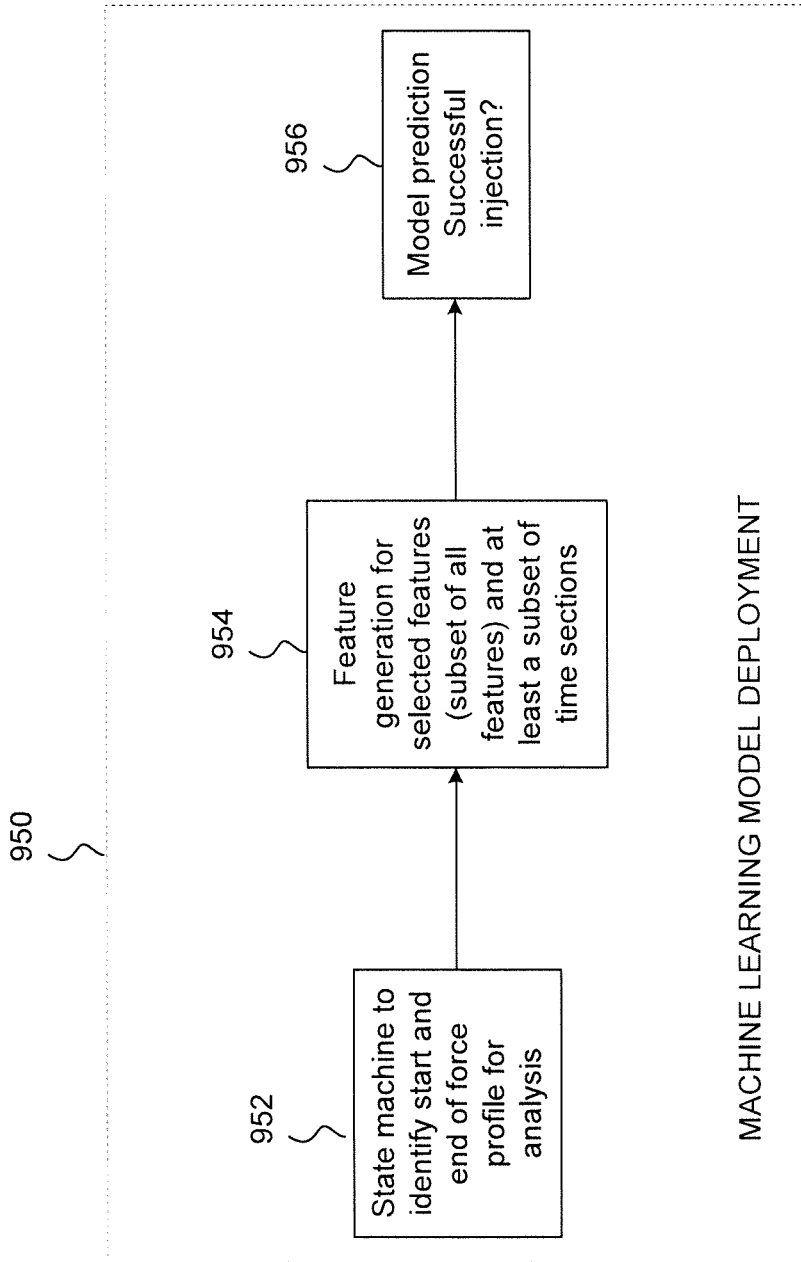 950
952
State machine to
identify start and
end of force
profile for
analysis
954
Feature
generation for
selected features
(subset of all
features) and at
least a subset of
time sections
956
Model prediction
Successful
injection?
MACHINE LEARNING MODEL DEPLOYMENT